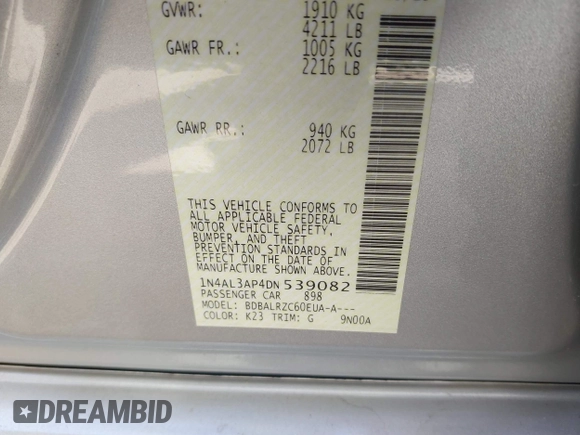 GVWR: 1910 KG
4211 LB
GAWR FR.: 1005 KG
2216 LB
GAWR RR.: 940 KG
2072 LB
THIS VEHICLE CONFORMS TO
ALL APPLICABLE FEDERAL
MOTOR VEHICLE SAFETY,
BUMPER, AND THEFT
PREVENTION STANDARDS IN
EFFECT ON THE DATE OF
MANUFACTURE SHOWN ABOVE.
1N4AL3AP4DN 539082
PASSENGER CAR 898
MODEL: BDBALRZC60EUA-A---
COLOR: K23 TRIM: G 9N00A
DREAMBID